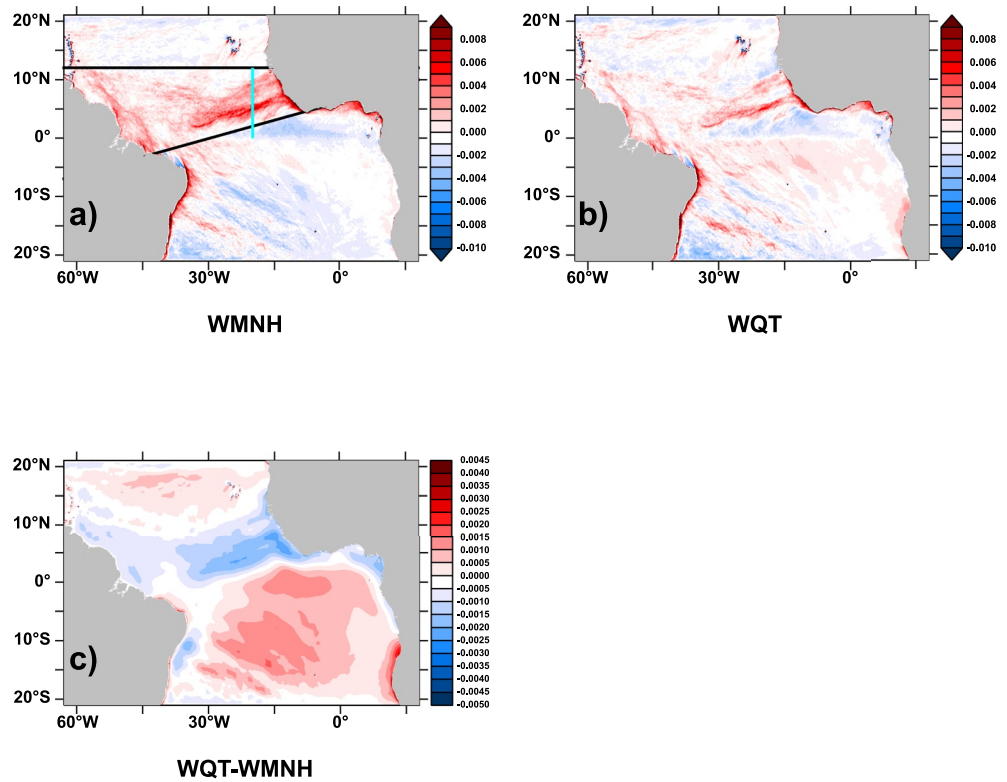 20°N
10°N
0°
10°S
20°S
a)
60°W 30°W 0°
0.008
0.006
0.004
0.002
0.000
-0.002
-0.004
-0.006
-0.008
-0.010
WMNH
20°N
10°N
0°
10°S
20°S
b)
60°W 30°W 0°
0.008
0.006
0.004
0.002
0.000
-0.002
-0.004
-0.006
-0.008
-0.010
WQT
20°N
10°N
0°
10°S
20°S
c)
60°W 30°W 0°
0.0045
0.0040
0.0035
0.0030
0.0025
0.0020
0.0015
0.0010
0.0005
0.0000
-0.0005
-0.0010
-0.0015
-0.0020
-0.0025
-0.0030
-0.0035
-0.0040
-0.0045
-0.0050
WQT-WMNH